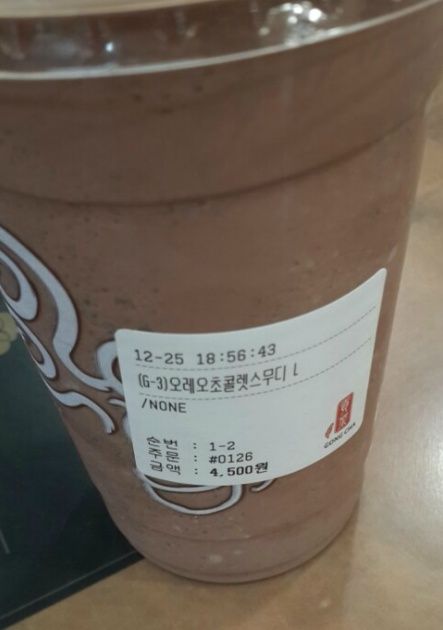 12-25 18:56:43
(G-3)오레오초콜렛스무디 L
/NONE
순번 : 1-2
주문 : #0126
금액 : 4,500원
GONG CHA